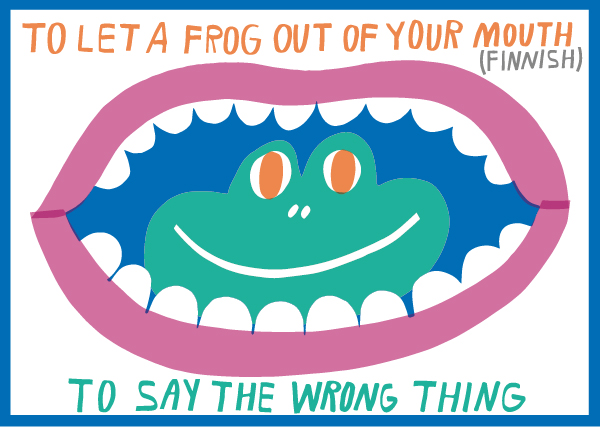 TO LET A FROG OUT OF YOUR MOUTH
(FINNISH)
TO SAY THE WRONG THING